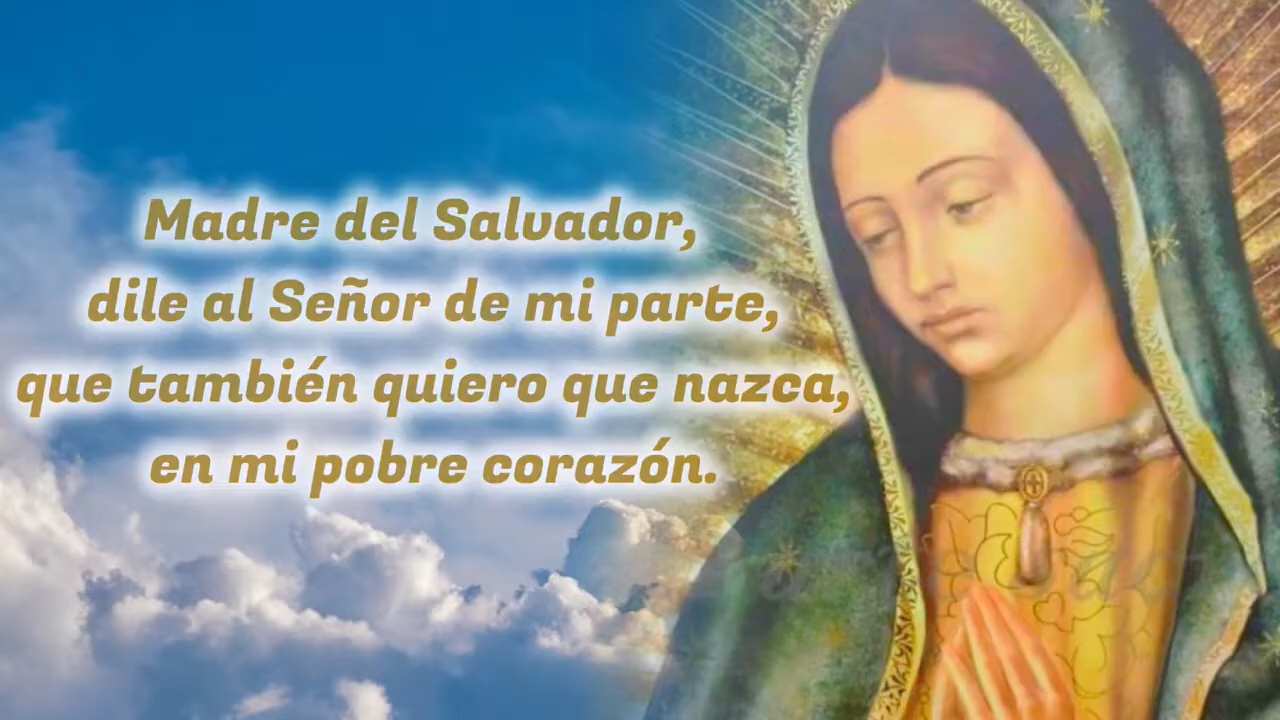 Madre del Salvador,
dile al Señor de mi parte,
que también quiero que nazca,
en mi pobre corazón.